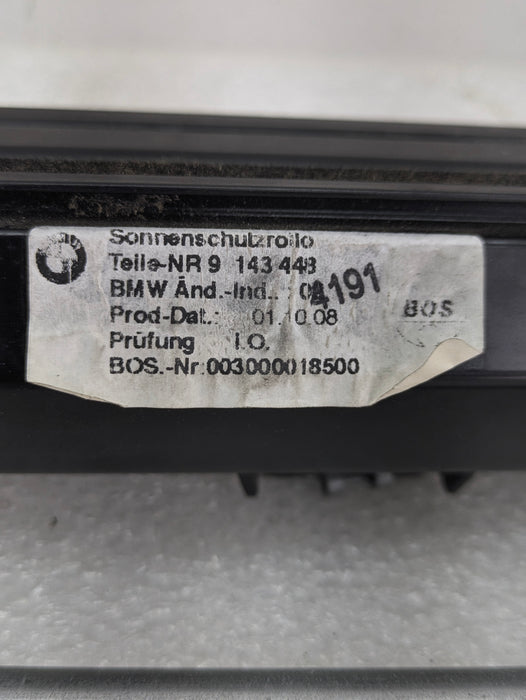 Sonnenschutzrollo
Teile-NR 9 143 448
BMW Änd.-Ind.: 0
4191
Prod-Dat.: 01.10.08
BOS
Prüfung I.O.
BOS.-Nr:003000018500